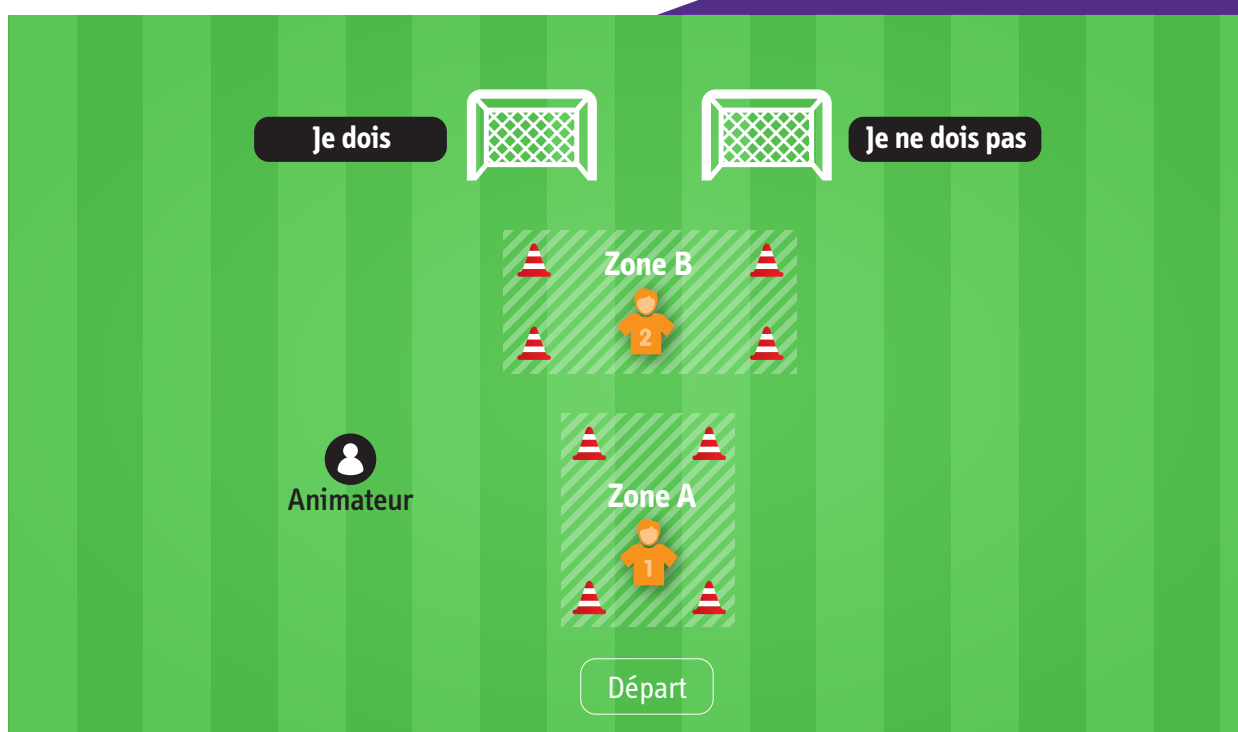 Je dois
Je ne dois pas
Zone B
2
Zone A
1
Animateur
Départ